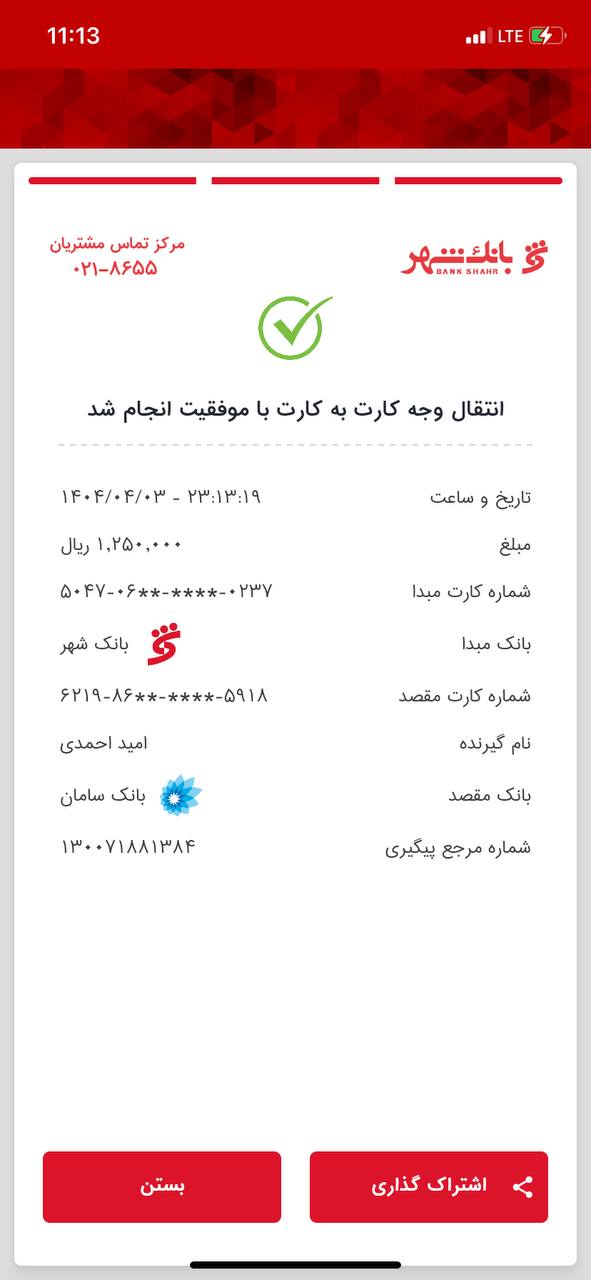 11:13
LTE
بانک شهر
BANK SHAHR
مرکز تماس مشتریان
۰۲۱-۸۶۵۵
انتقال وجه کارت به کارت با موفقیت انجام شد
تاریخ و ساعت ۱۴۰۴/۰۴/۰۳ - ۲۳:۱۳:۱۹
مبلغ ۱,۲۵۰,۰۰۰ ریال
شماره کارت مبدا ۵۰۴۷-۰۶**-****-۰۲۳۷
بانک مبدا بانک شهر
شماره کارت مقصد ۶۲۱۹-۸۶**-****-۵۹۱۸
نام گیرنده امید احمدی
بانک مقصد بانک سامان
شماره مرجع پیگیری ۱۳۰۰۷۱۸۸۱۳۸۴
اشتراک گذاری
بستن